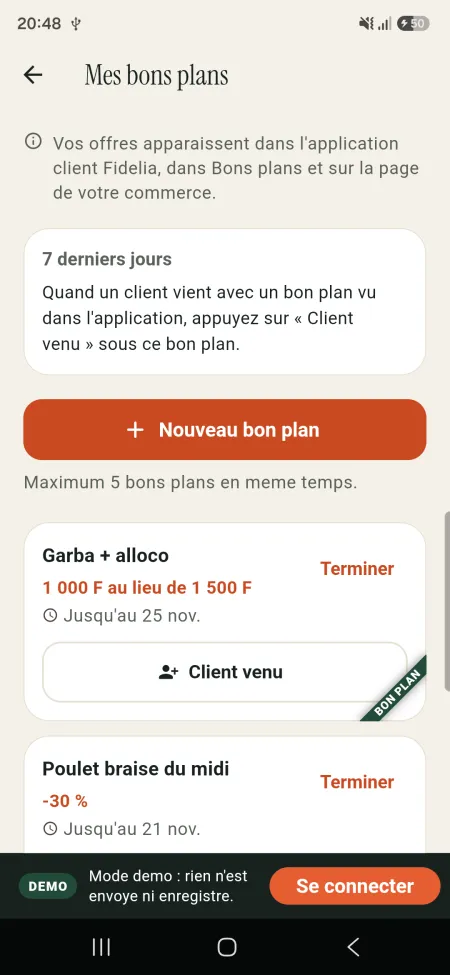 20:48
50
Mes bons plans
Vos offres apparaissent dans l'application
client Fidelia, dans Bons plans et sur la page
de votre commerce.
7 derniers jours
Quand un client vient avec un bon plan vu
dans l'application, appuyez sur « Client
venu » sous ce bon plan.
+ Nouveau bon plan
Maximum 5 bons plans en meme temps.
Garba + alloco
Terminer
1 000 F au lieu de 1 500 F
Jusqu'au 25 nov.
Client venu
BON PLAN
Poulet braise du midi
Terminer
-30 %
Jusqu'au 21 nov.
DEMO
Mode demo : rien n'est
envoye ni enregistre.
Se connecter